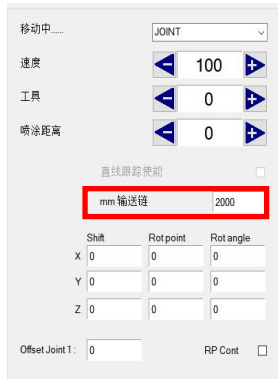 移动中...... JOINT
速度 100
工具 0
喷涂距离 0
直线跟踪使能
mm 输送链 2000
Shift Rot point Rot angle
X 0 0 0
Y 0 0 0
Z 0 0 0
Offset Joint 1 : 0 RP Cont